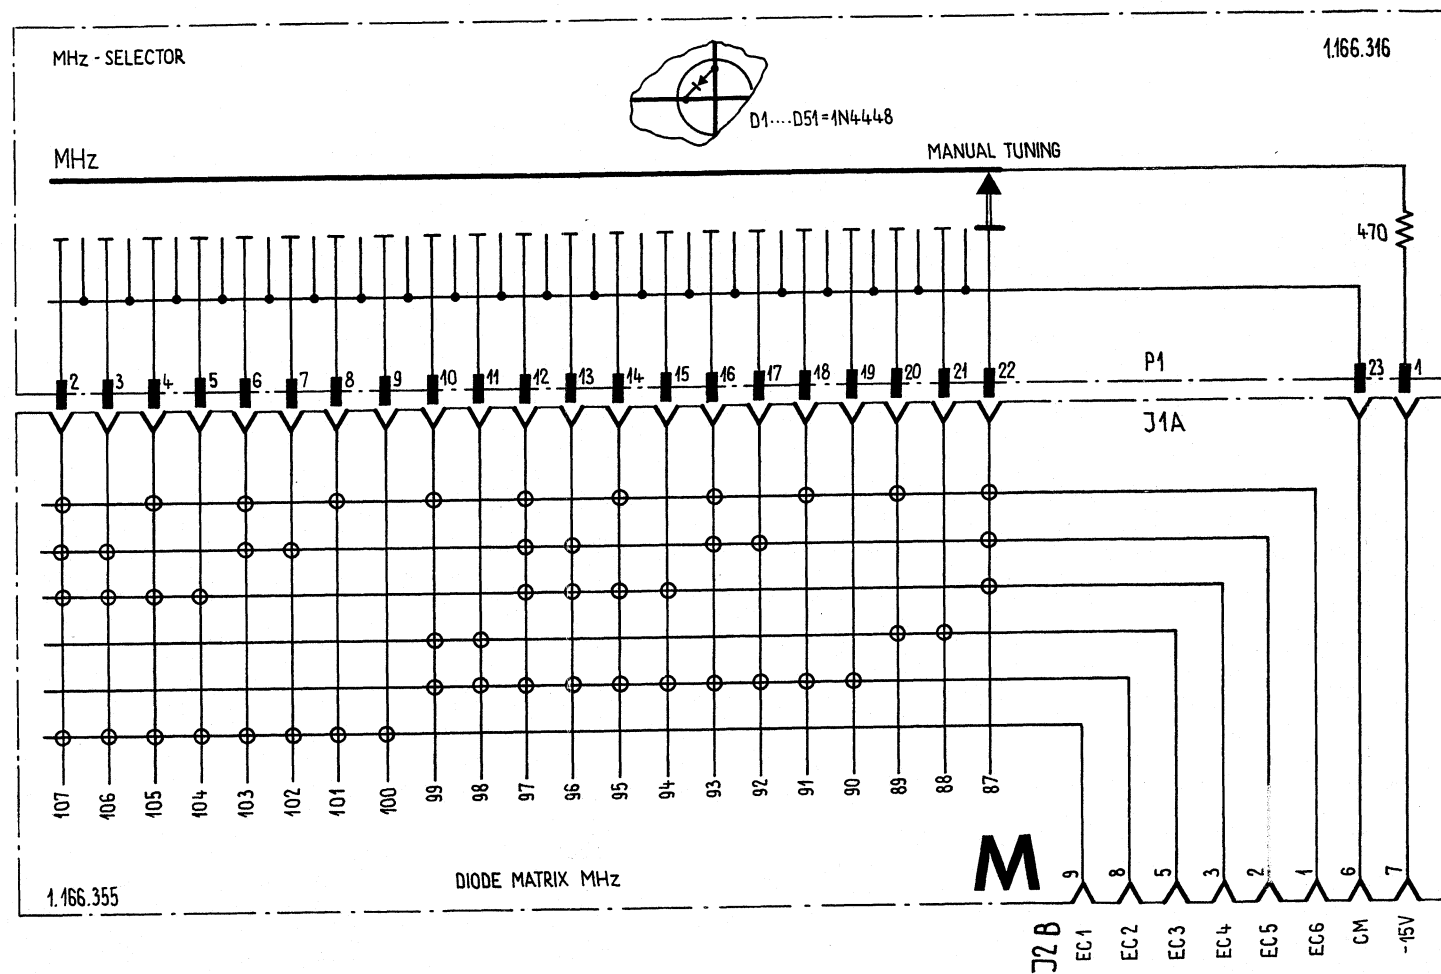 MHz - SELECTOR
1.166.316
D1....D51=1N4448
MHz
MANUAL TUNING
470
P1
2 3 4 5 6 7 8 9 10 11 12 13 14 15 16 17 18 19 20 21 22 23 1
J1A
107 106 105 104 103 102 101 100 99 98 97 96 95 94 93 92 91 90 89 88 87
M
DIODE MATRIX MHz
1.166.355
9 8 5 3 2 1 6 7
J2B
EC1 EC2 EC3 EC4 EC5 EC6 CM -15V